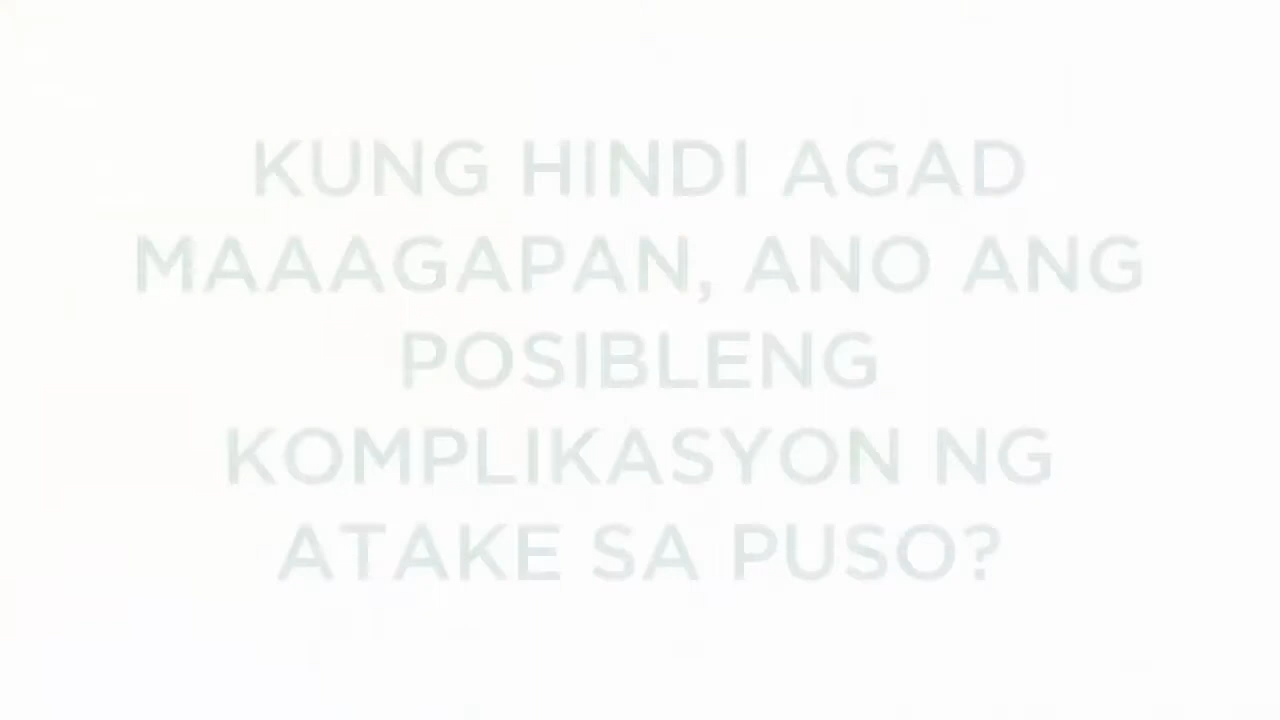 KUNG HINDI AGAD
MAAAGAPAN, ANO ANG
POSIBLENG
KOMPLIKASYON NG
ATAKE SA PUSO?